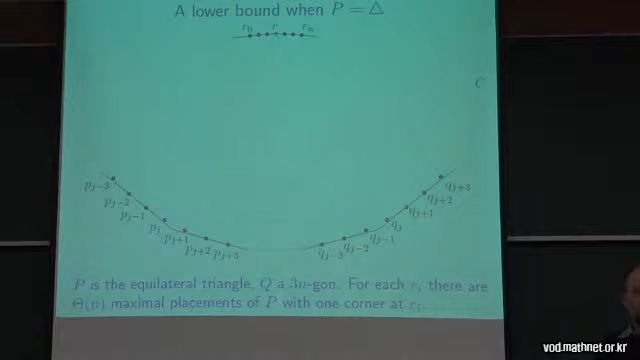 A lower bound when P = △
r₀ r rₙ
C
pⱼ₋₃ qⱼ₊₃
pⱼ₋₂ qⱼ₊₂
pⱼ₋₁ qⱼ₊₁
pⱼ qⱼ
pⱼ₊₁ qⱼ₋₁
pⱼ₊₂ pⱼ₊₃ qⱼ₋₃ qⱼ₋₂
P is the equilateral triangle, Q a 3n-gon. For each rᵢ there are
Θ(n) maximal placements of P with one corner at rᵢ.
vod.mathnet.or.kr